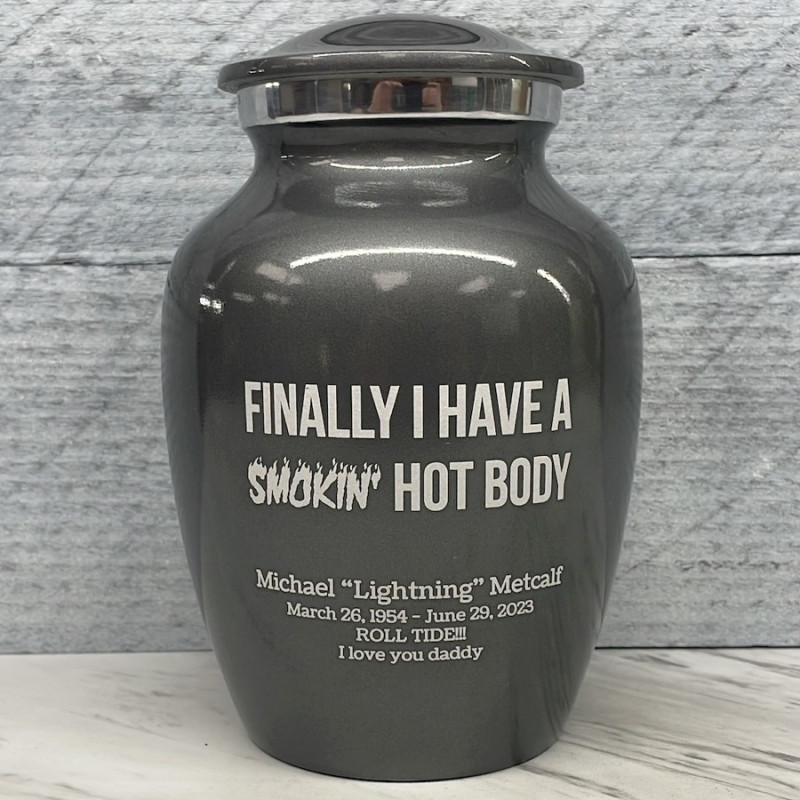 FINALLY I HAVE A
SMOKIN' HOT BODY
Michael “Lightning” Metcalf
March 26, 1954 – June 29, 2023
ROLL TIDE!!!
I love you daddy